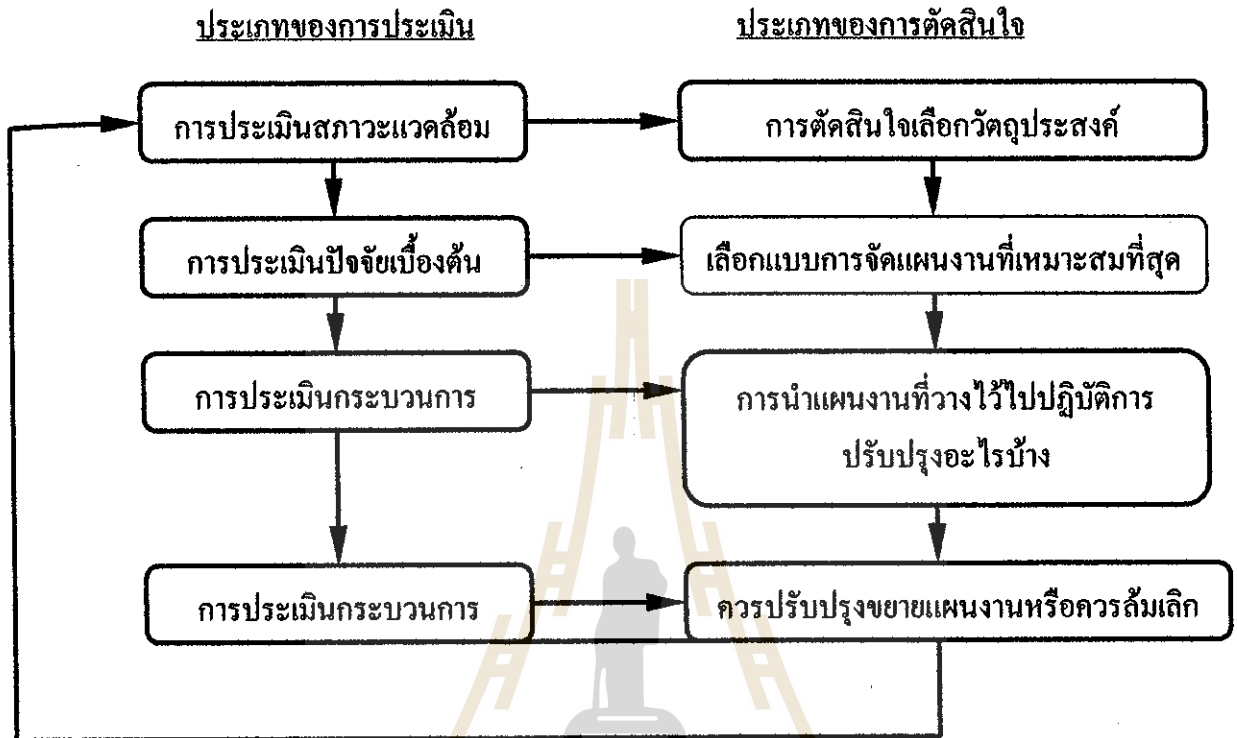 ประเภทของการประเมิน
ประเภทของการตัดสินใจ
การประเมินสภาวะแวดล้อม
การตัดสินใจเลือกวัตถุประสงค์
การประเมินปัจจัยเบื้องต้น
เลือกแบบการจัดแผนงานที่เหมาะสมที่สุด
การประเมินกระบวนการ
การนำแผนงานที่วางไว้ไปปฏิบัติการ
ปรับปรุงอะไรบ้าง
การประเมินกระบวนการ
ควรปรับปรุงขยายแผนงานหรือควรล้มเลิก